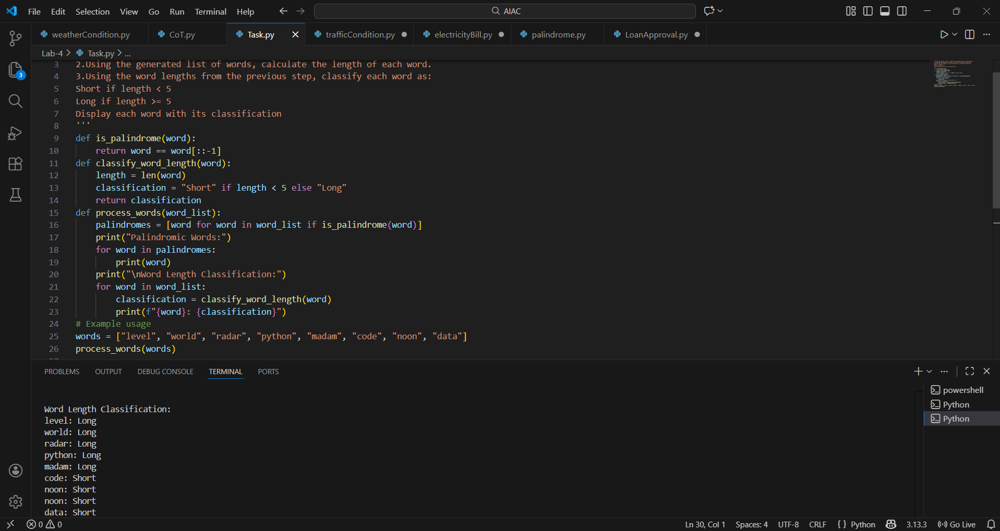 File Edit Selection View Go Run Terminal Help AIAC
weatherCondition.py CoT.py Task.py trafficCondition.py electricityBill.py palindrome.py LoanApproval.py
Lab-4 > Task.py > ...
3 2.Using the generated list of words, calculate the length of each word.
4 3.Using the word lengths from the previous step, classify each word as:
5 Short if length < 5
6 Long if length >= 5
7 Display each word with its classification
8 '''
9 def is_palindrome(word):
10 return word == word[::-1]
11 def classify_word_length(word):
12 length = len(word)
13 classification = "Short" if length < 5 else "Long"
14 return classification
15 def process_words(word_list):
16 palindromes = [word for word in word_list if is_palindrome(word)]
17 print("Palindromic Words:")
18 for word in palindromes:
19 print(word)
20 print("\nWord Length Classification:")
21 for word in word_list:
22 classification = classify_word_length(word)
23 print(f"{word}: {classification}")
24 # Example usage
25 words = ["level", "world", "radar", "python", "madam", "code", "noon", "data"]
26 process_words(words)
3
PROBLEMS OUTPUT DEBUG CONSOLE TERMINAL PORTS
Word Length Classification:
level: Long
world: Long
radar: Long
python: Long
madam: Long
code: Short
noon: Short
noon: Short
data: Short
powershell
Python
Python
0 0 Ln 30, Col 1 Spaces: 4 UTF-8 CRLF { } Python 3.13.3 Go Live